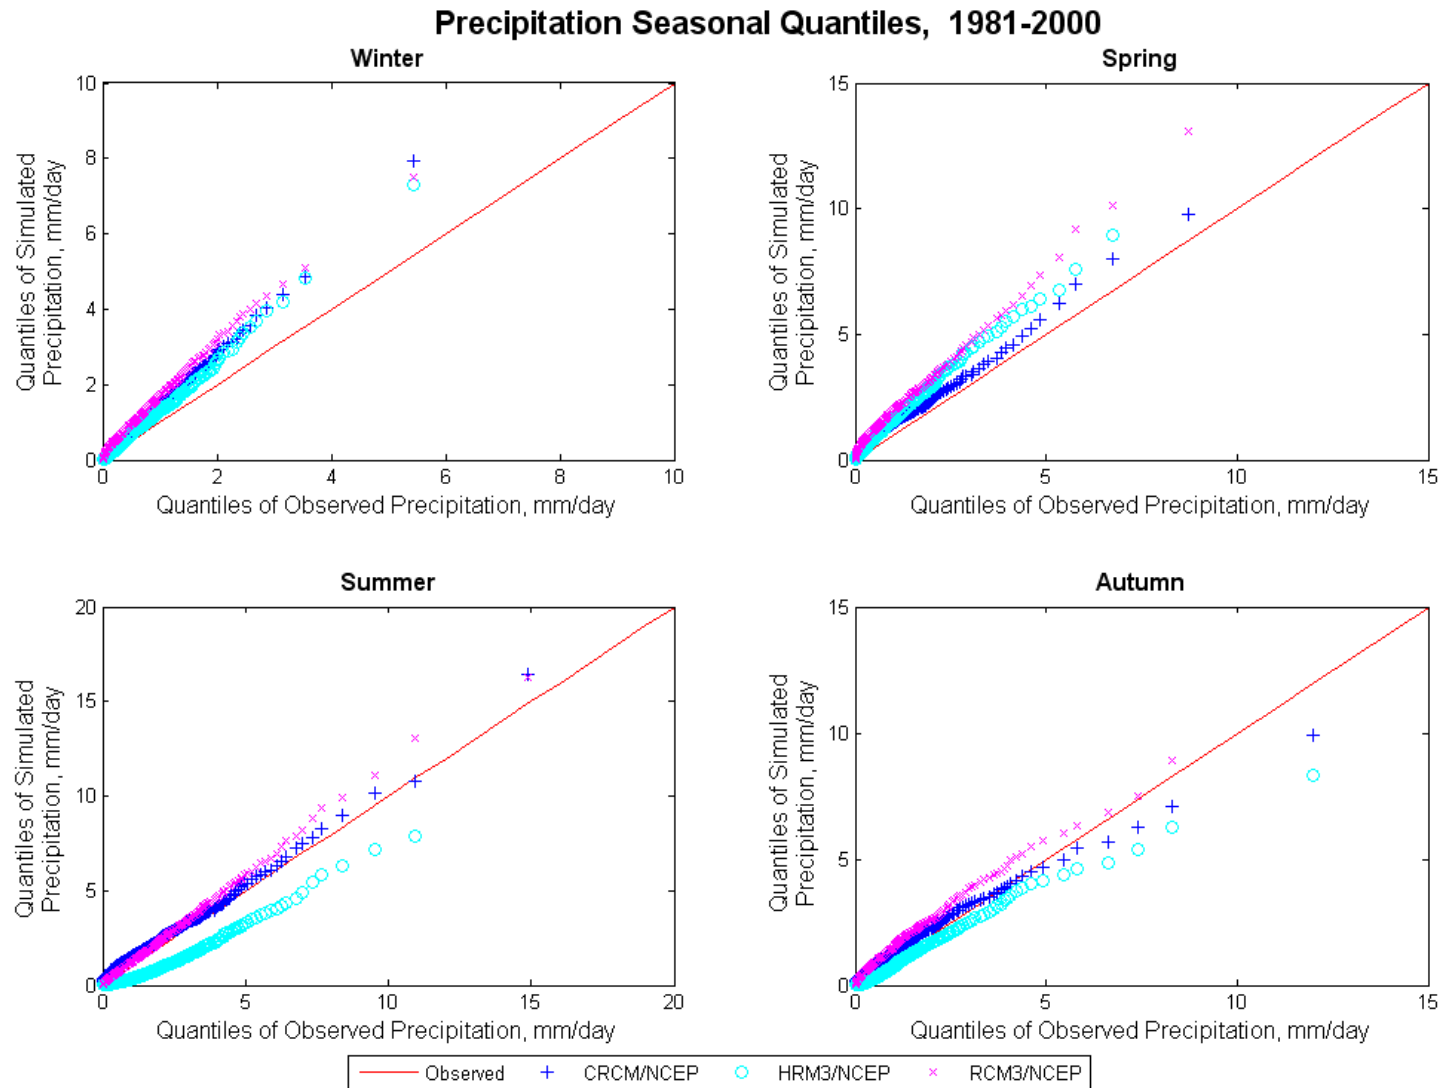 Precipitation Seasonal Quantiles,  1981-2000
Winter
10
8
6
4
2
0
0 2 4 6 8 10
Quantiles of Simulated
Precipitation, mm/day
Quantiles of Observed Precipitation, mm/day
Spring
15
10
5
0
0 5 10 15
Quantiles of Simulated
Precipitation, mm/day
Quantiles of Observed Precipitation, mm/day
Summer
20
15
10
5
0
0 5 10 15 20
Quantiles of Simulated
Precipitation, mm/day
Quantiles of Observed Precipitation, mm/day
Autumn
15
10
5
0
0 5 10 15
Quantiles of Simulated
Precipitation, mm/day
Quantiles of Observed Precipitation, mm/day
Observed CRCM/NCEP HRM3/NCEP RCM3/NCEP